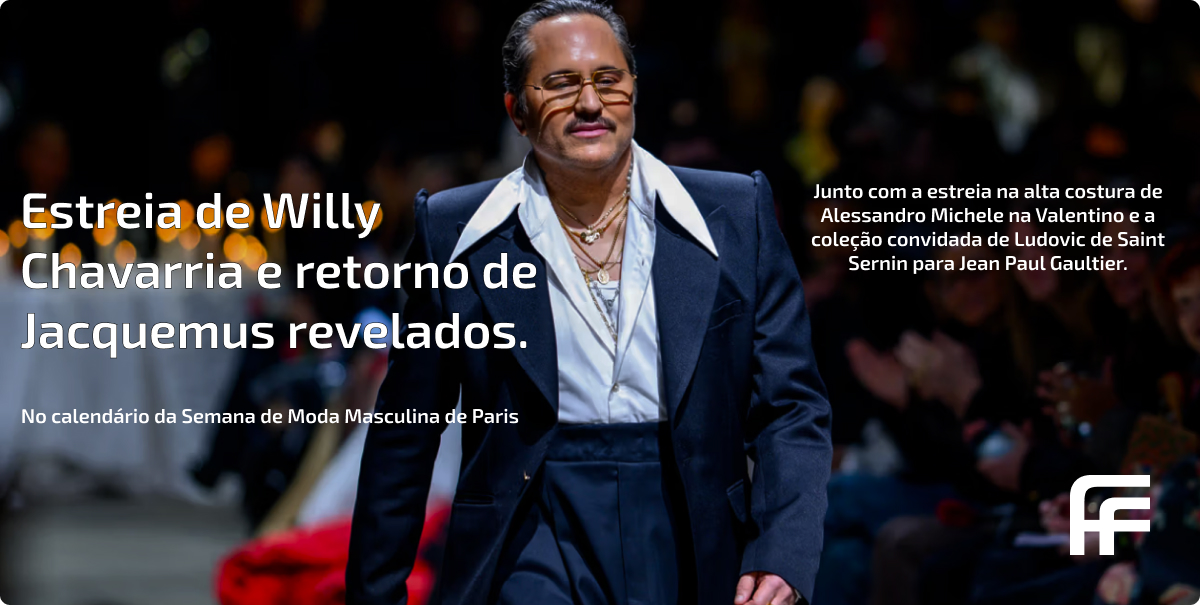 Estreia de Willy
Chavarria e retorno de
Jacquemus revelados.
No calendário da Semana de Moda Masculina de Paris
Junto com a estreia na alta costura de
Alessandro Michele na Valentino e a
coleção convidada de Ludovic de Saint
Sernin para Jean Paul Gaultier.